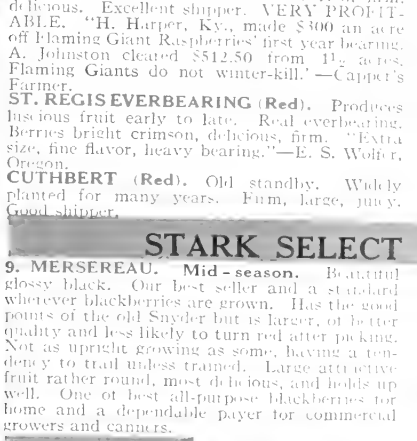 delicious. Excellent shipper. VERY PROFIT-
ABLE. "H. Harper, Ky., made $300 an acre
off Flaming Giant Raspberries' first year bearing.
A. Johnston cleared $512.50 from 1½ acres.
Flaming Giants do not winter-kill.' —Capper's
Farmer.
ST. REGIS EVERBEARING (Red). Produces
luscious fruit early to late. Real everbearing.
Berries bright crimson, delicious, firm. "Extra
size, fine flavor, heavy bearing."—E. S. Wolfer,
Oregon.
CUTHBERT (Red). Old standby. Widely
planted for many years. Firm, large, juicy.
Good shipper.
STARK SELECT
9. MERSEREAU. Mid-season. Beautiful
glossy black. Our best seller and a standard
wherever blackberries are grown. Has the good
points of the old Snyder but is larger, of better
quality and less likely to turn red after picking.
Not as upright growing as some, having a ten-
dency to trail unless trained. Large attractive
fruit rather round, most delicious, and holds up
well. One of best all-purpose blackberries for
home and a dependable payer for commercial
growers and canners.